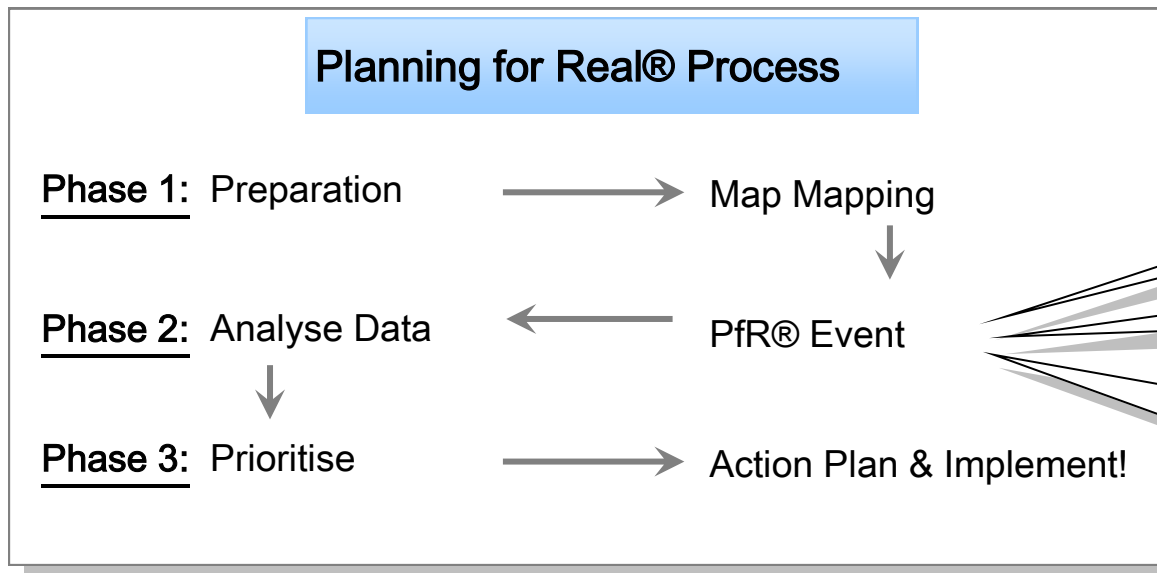 Planning for Real® Process
Phase 1: Preparation
Map Mapping
Phase 2: Analyse Data
PfR® Event
Phase 3: Prioritise
Action Plan & Implement!